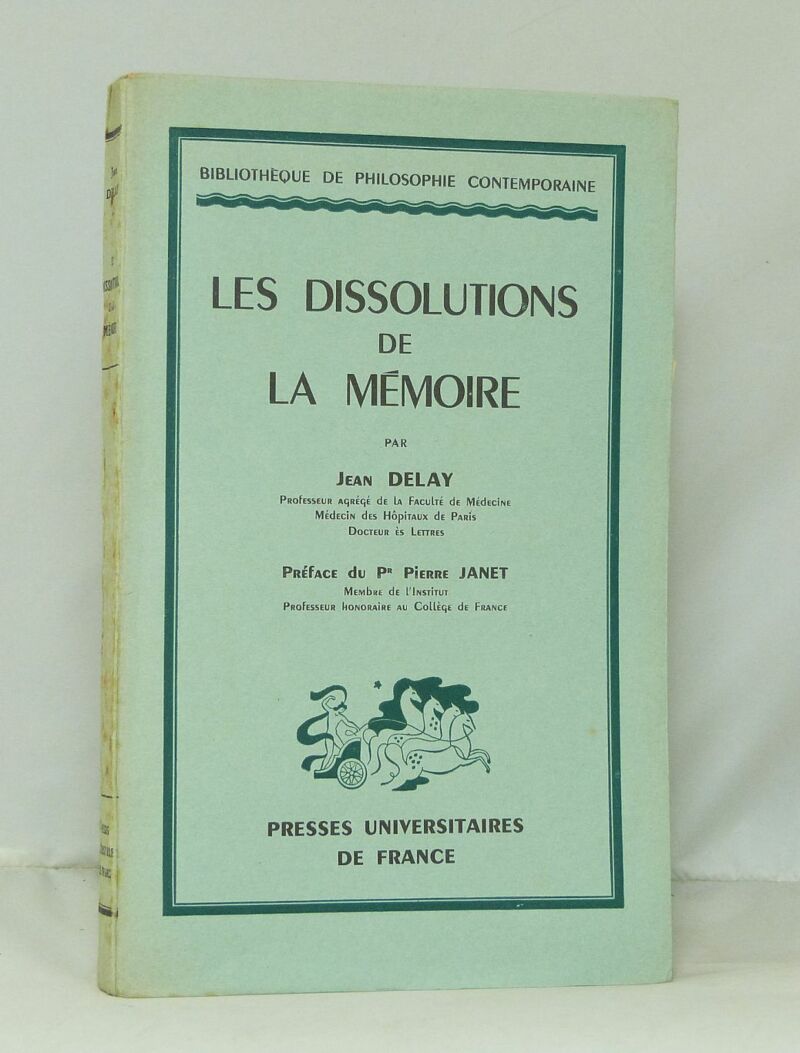 BIBLIOTHÈQUE DE PHILOSOPHIE CONTEMPORAINE
LES DISSOLUTIONS
DE
LA MÉMOIRE
PAR
JEAN DELAY
PROFESSEUR AGRÉGÉ DE LA FACULTÉ DE MÉDECINE
MÉDECIN DES HÔPITAUX DE PARIS
DOCTEUR ÈS LETTRES
PRÉFACE DU PR PIERRE JANET
MEMBRE DE L'INSTITUT
PROFESSEUR HONORAIRE AU COLLÈGE DE FRANCE
PRESSES UNIVERSITAIRES
DE FRANCE